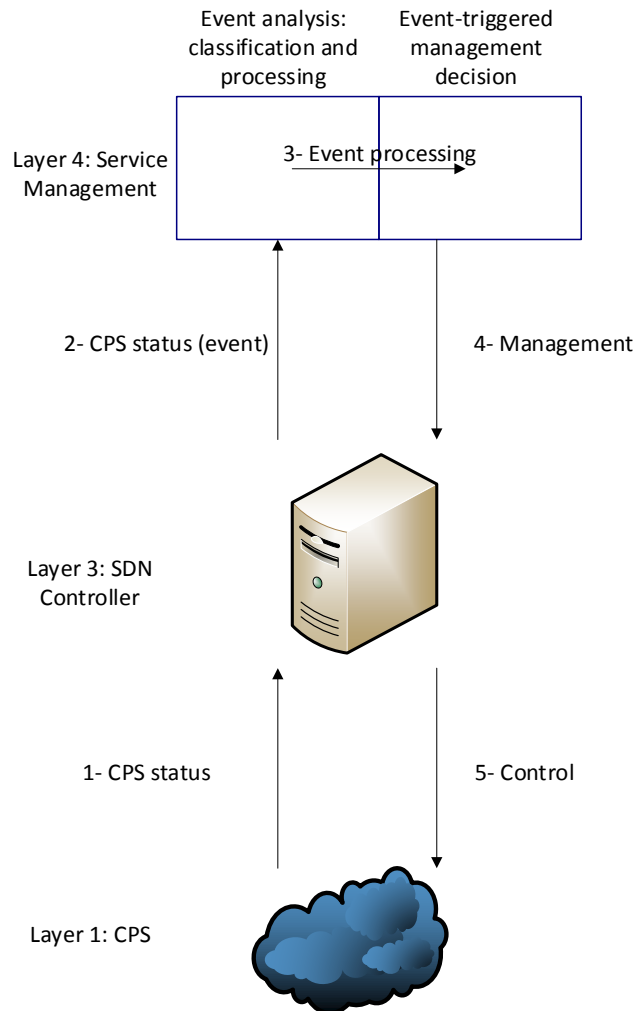 Event analysis:
classification and
processing
Event-triggered
management
decision
Layer 4: Service
Management
3- Event processing
2- CPS status (event)
4- Management
Layer 3: SDN
Controller
1- CPS status
5- Control
Layer 1: CPS